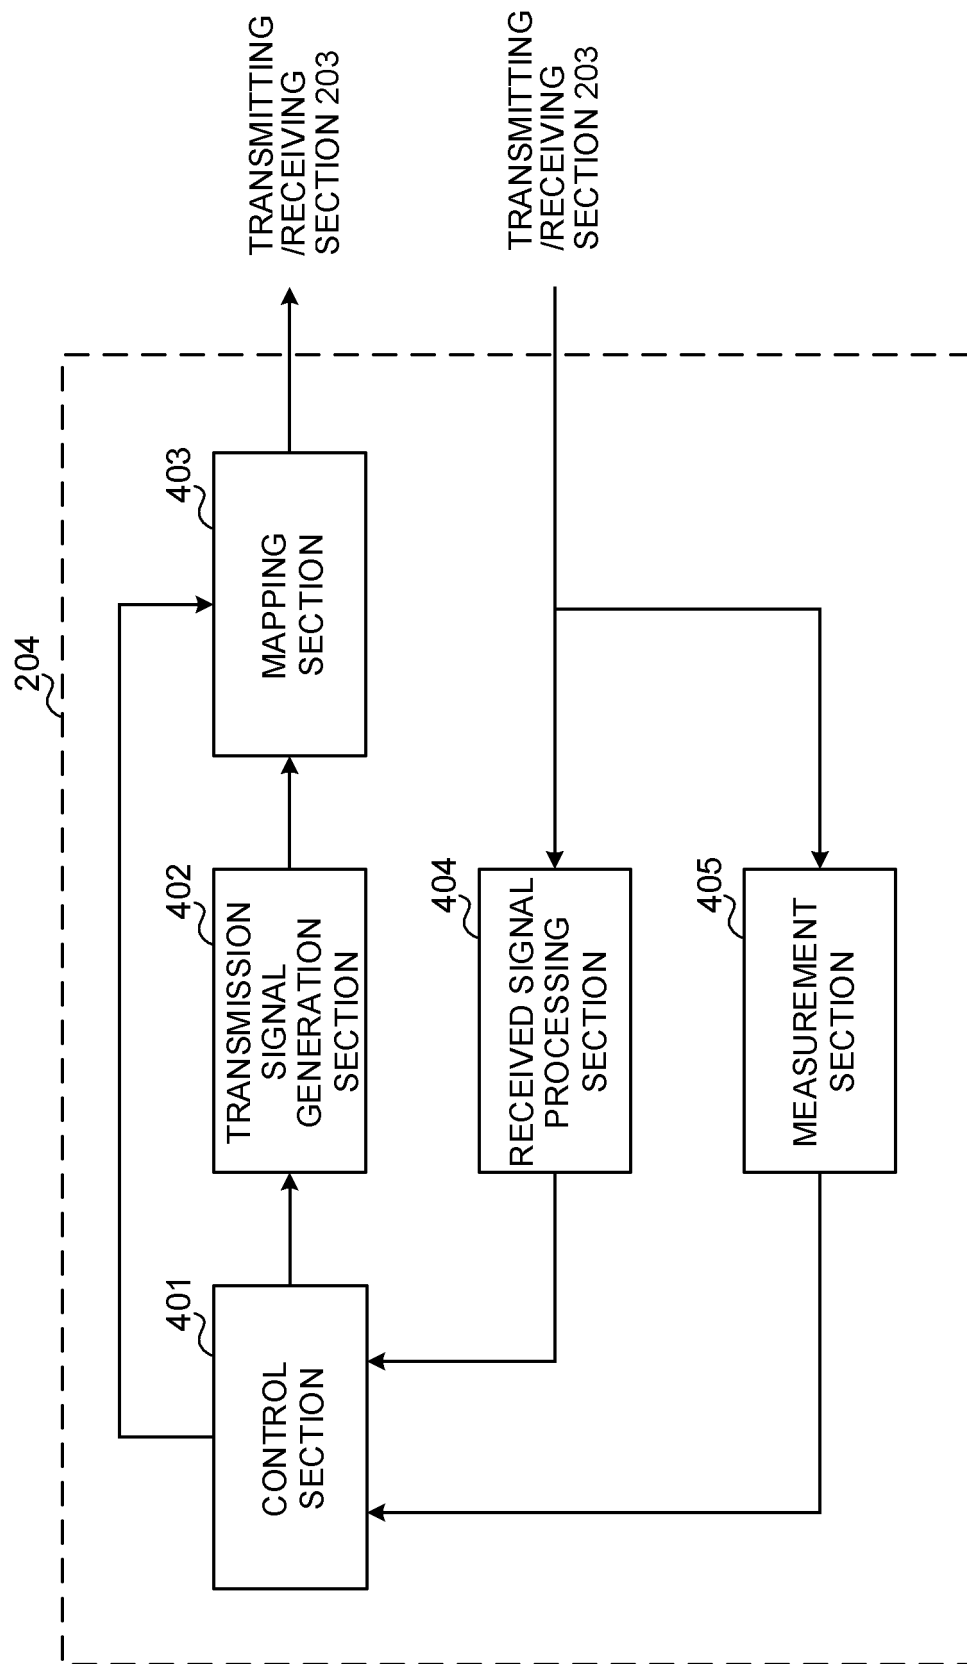 204
TRANSMITTING
/RECEIVING
SECTION 203
TRANSMITTING
/RECEIVING
SECTION 203
401
CONTROL
SECTION
402
TRANSMISSION
SIGNAL
GENERATION
SECTION
403
MAPPING
SECTION
404
RECEIVED SIGNAL
PROCESSING
SECTION
405
MEASUREMENT
SECTION